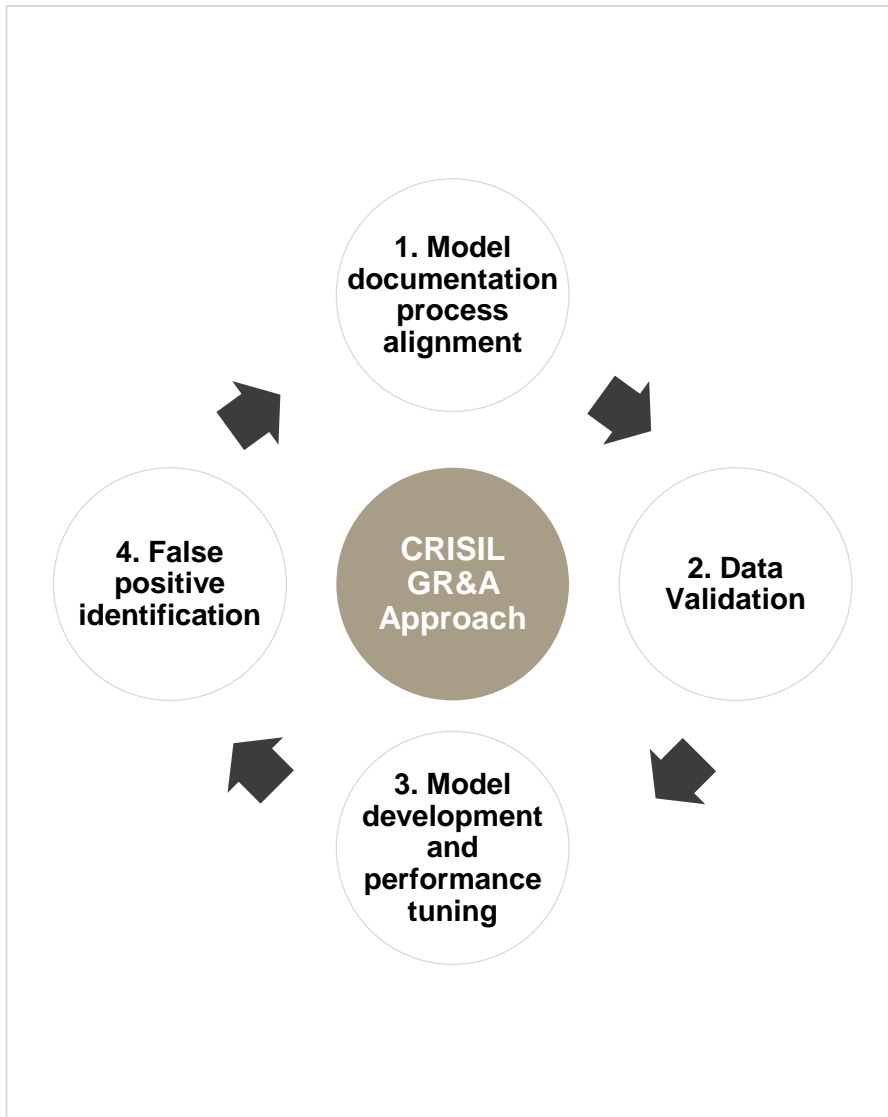 1. Model
documentation
process
alignment
CRISIL
GR&A
Approach
2. Data
Validation
3. Model
development
and
performance
tuning
4. False
positive
identification